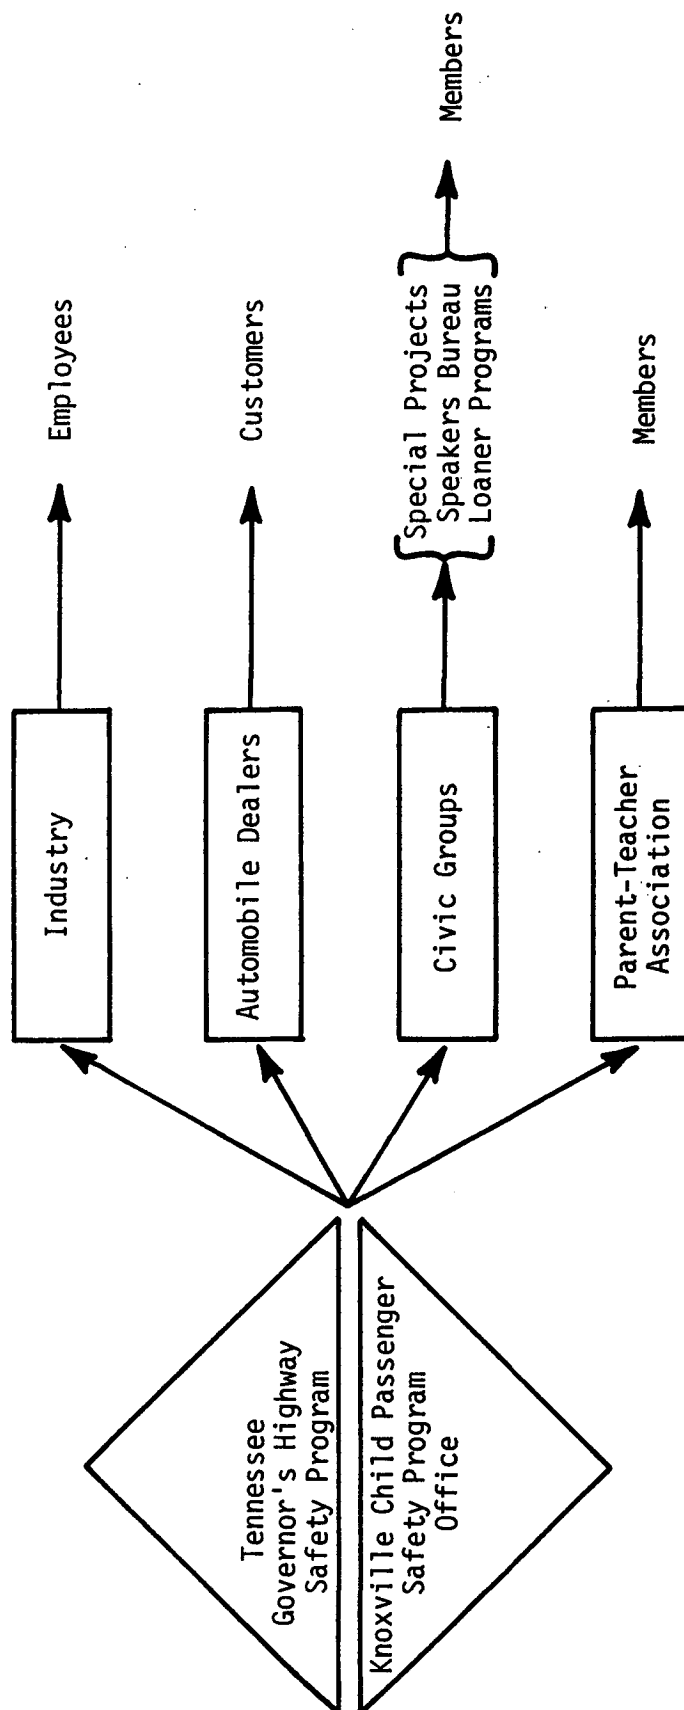 Tennessee
Governor's Highway
Safety Program
Knoxville Child Passenger
Safety Program
Office
Industry
Employees
Automobile Dealers
Customers
Civic Groups
Special Projects
Speakers Bureau
Loaner Programs
Members
Parent-Teacher
Association
Members